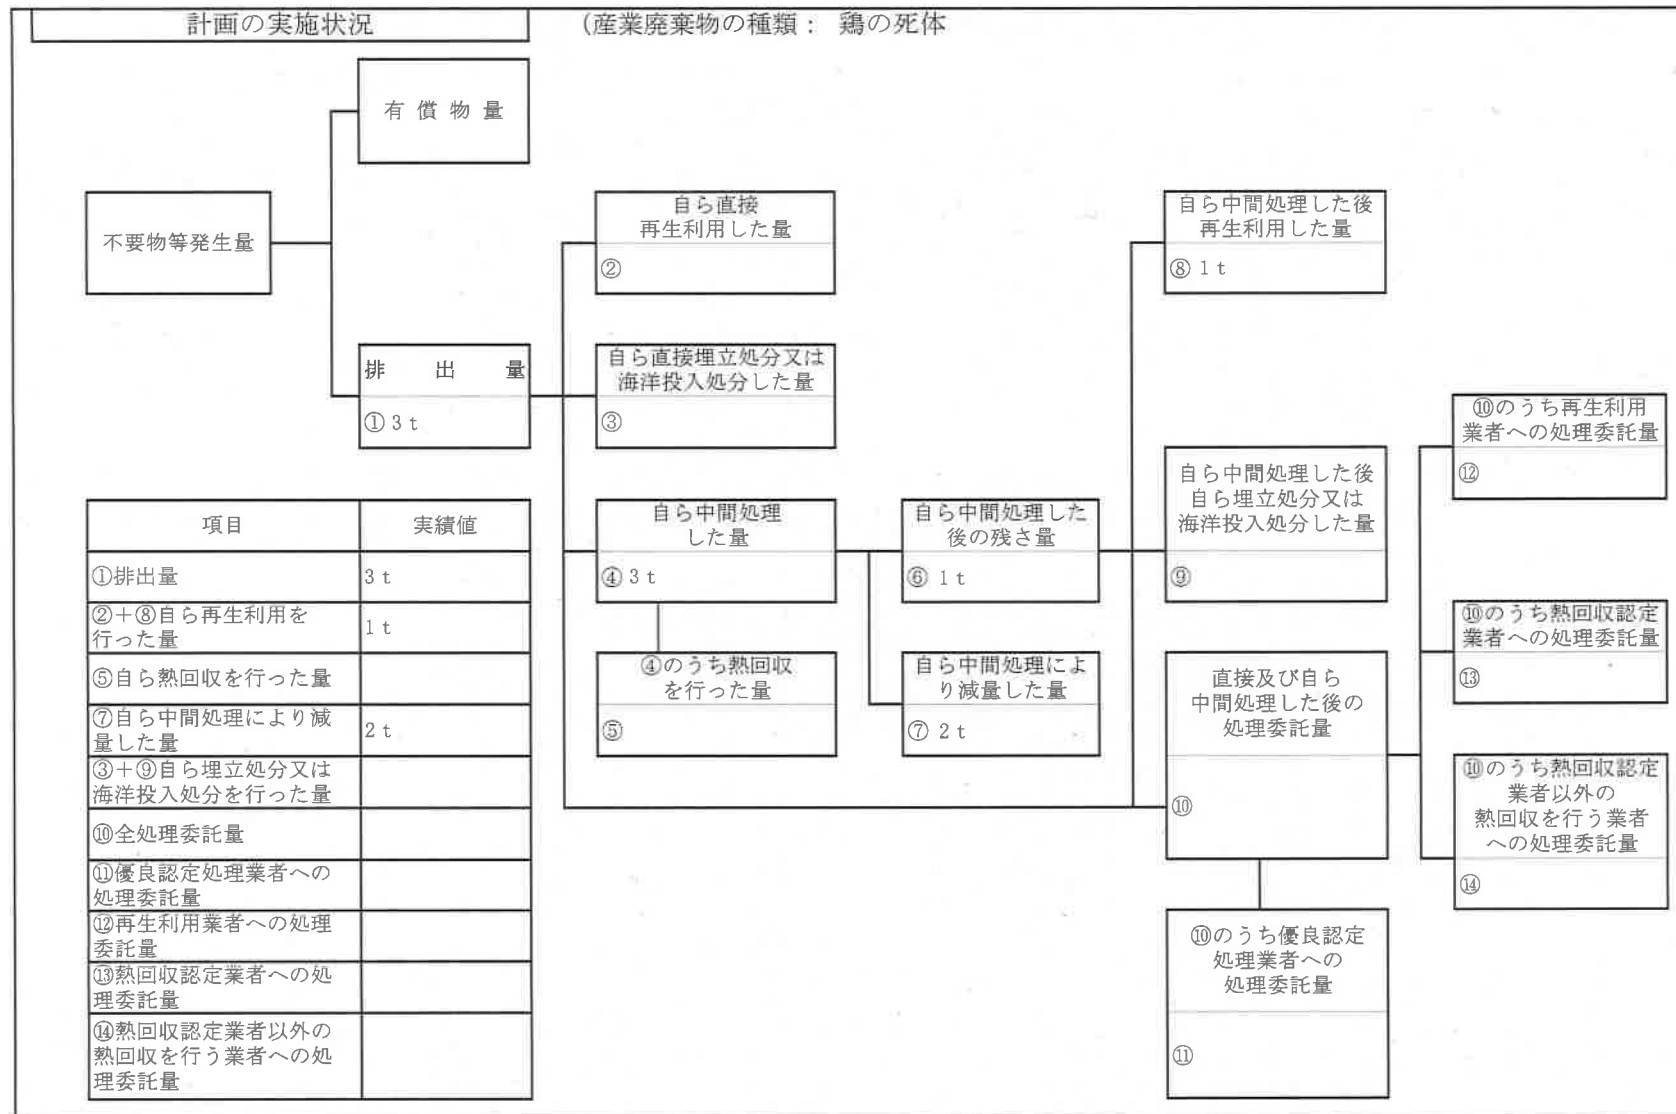 計画の実施状況
(産業廃棄物の種類： 鶏の死体
有 償 物 量
不要物等発生量
排 出 量
① 3 t
自ら直接
再生利用した量
②
自ら直接埋立処分又は
海洋投入処分した量
③
自ら中間処理
した量
④ 3 t
④のうち熱回収
を行った量
⑤
自ら中間処理した
後の残さ量
⑥ 1 t
自ら中間処理によ
り減量した量
⑦ 2 t
自ら中間処理した後
再生利用した量
⑧ 1 t
自ら中間処理した後
自ら埋立処分又は
海洋投入処分した量
⑨
直接及び自ら
中間処理した後の
処理委託量
⑩
⑩のうち優良認定
処理業者への
処理委託量
⑪
⑩のうち再生利用
業者への処理委託量
⑫
⑩のうち熱回収認定
業者への処理委託量
⑬
⑩のうち熱回収認定
業者以外の
熱回収を行う業者
への処理委託量
⑭
項目 実績値
①排出量 3 t
②＋⑧自ら再生利用を
行った量 1 t
⑤自ら熱回収を行った量
⑦自ら中間処理により減
量した量 2 t
③＋⑨自ら埋立処分又は
海洋投入処分を行った量
⑩全処理委託量
⑪優良認定処理業者への
処理委託量
⑫再生利用業者への処理
委託量
⑬熱回収認定業者への処
理委託量
⑭熱回収認定業者以外の
熱回収を行う業者への処
理委託量